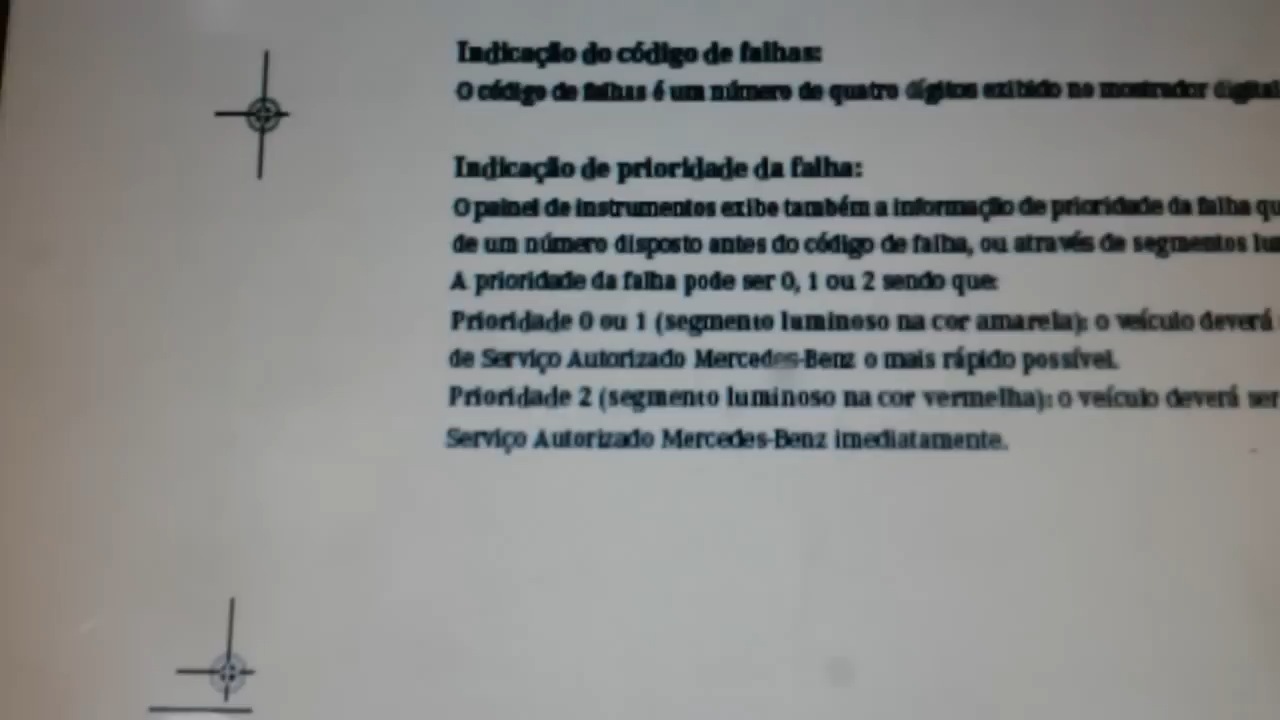 Indicação do código de falhas:
O código de falhas é um número de quatro dígitos exibido no mostrador digital
Indicação de prioridade da falha:
O painel de instrumentos exibe também a informação de prioridade da falha
de um número disposto antes do código de falha, ou através de segmentos
A prioridade da falha pode ser 0, 1 ou 2 sendo que:
Prioridade 0 ou 1 (segmento luminoso na cor amarela): o veículo deverá
de Serviço Autorizado Mercedes-Benz o mais rápido possível.
Prioridade 2 (segmento luminoso na cor vermelha): o veículo deverá ser
Serviço Autorizado Mercedes-Benz imediatamente.